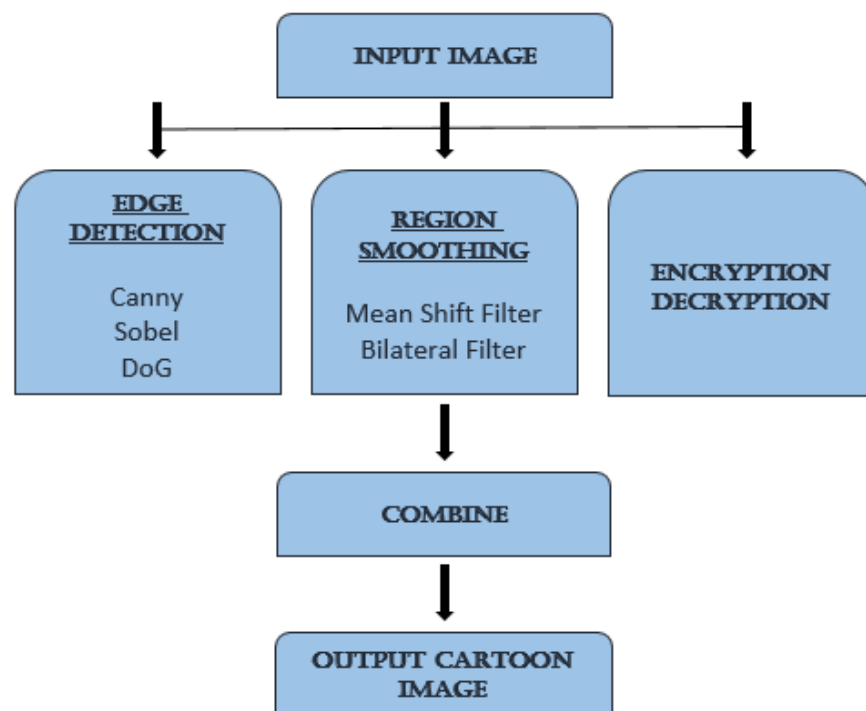 INPUT IMAGE
EDGE
DETECTION
Canny
Sobel
DoG
REGION
SMOOTHING
Mean Shift Filter
Bilateral Filter
ENCRYPTION
DECRYPTION
COMBINE
OUTPUT CARTOON
IMAGE